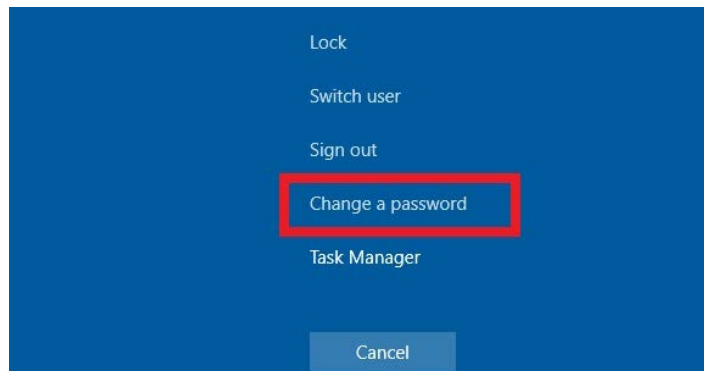 Lock
Switch user
Sign out
Change a password
Task Manager
Cancel